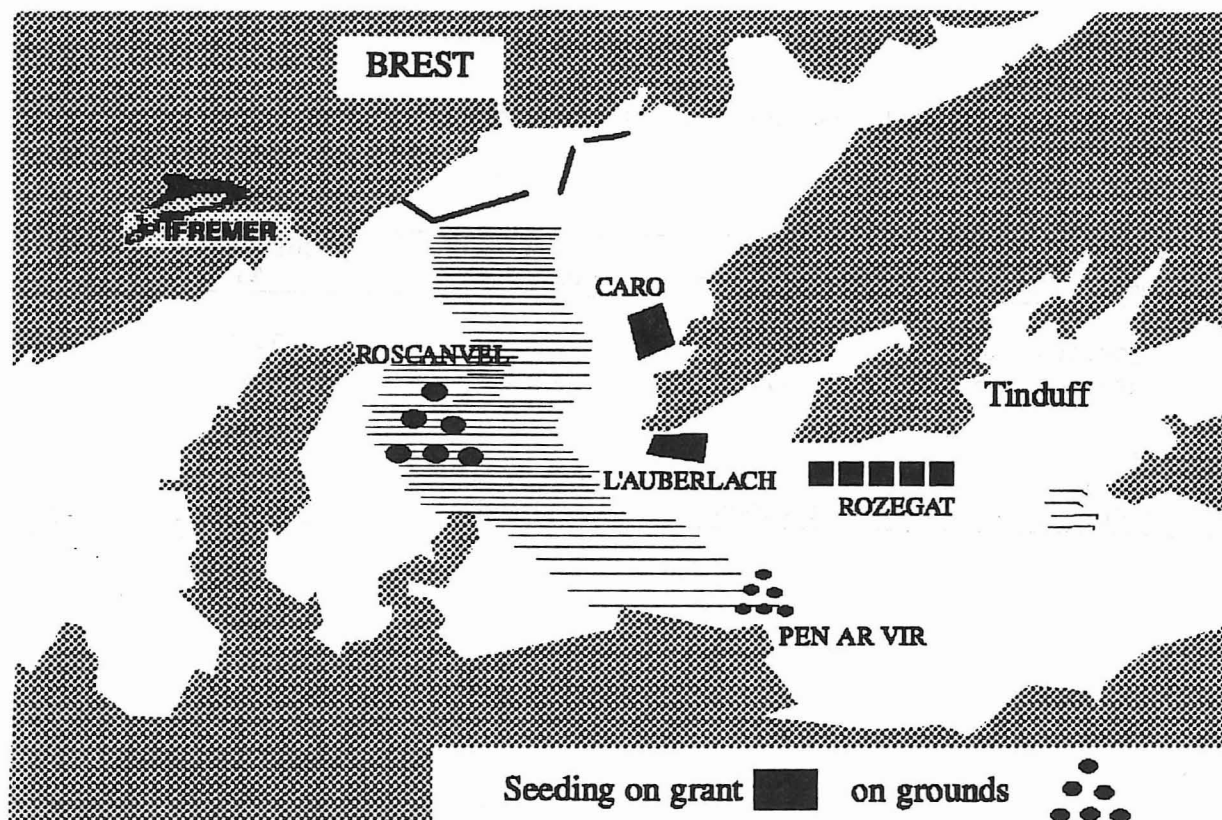 BREST
IFREMER
CARO
ROSCANVEL
Tinduff
L'AUBERLACH
ROZEGAT
PEN AR VIR
Seeding on grant on grounds